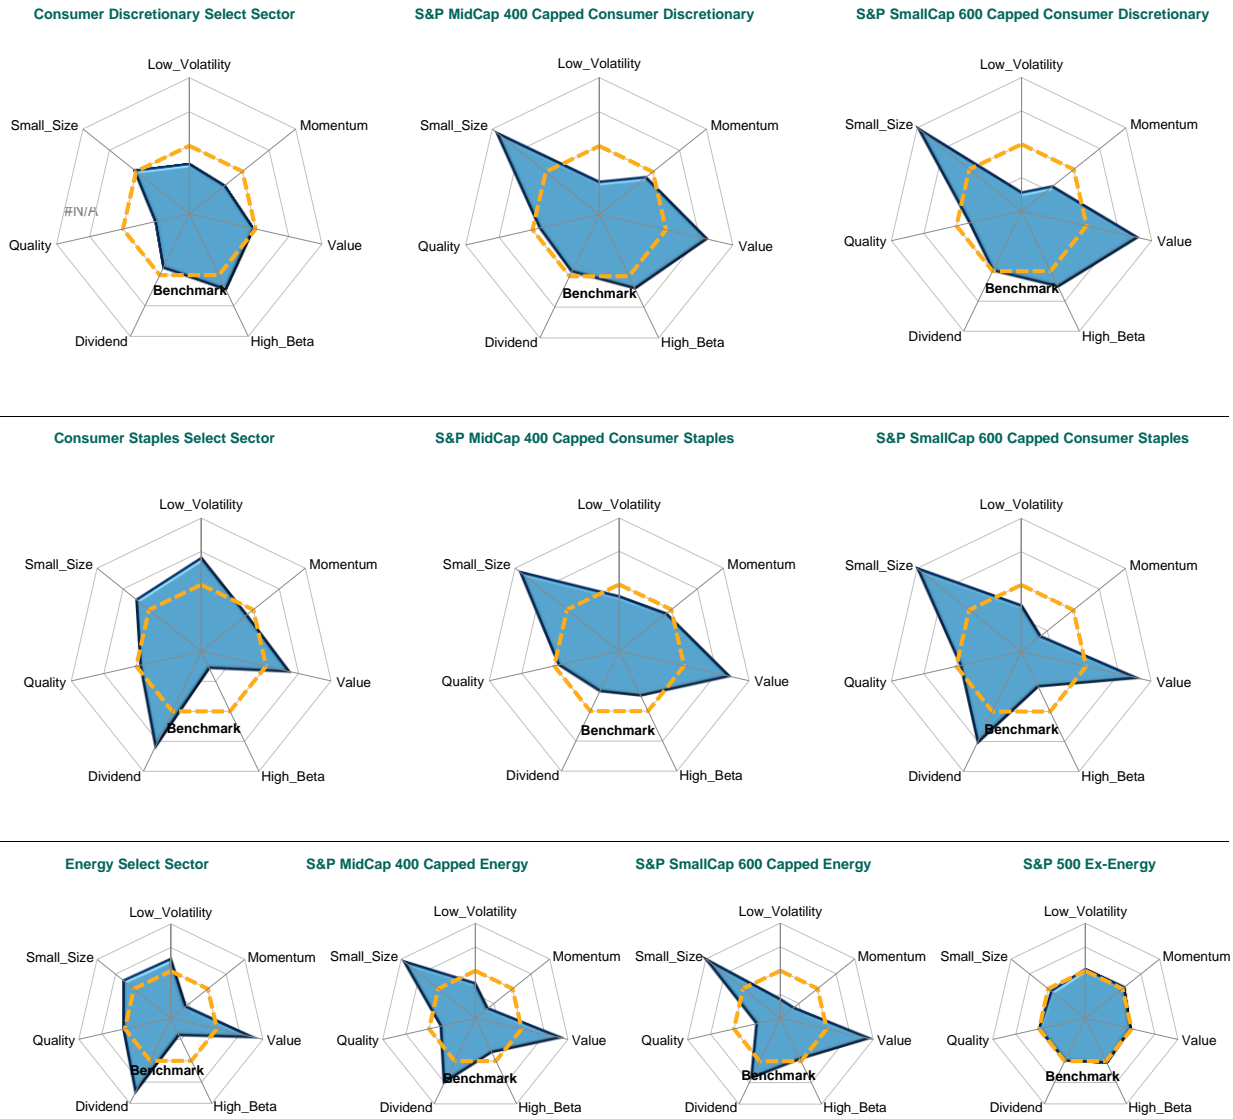 Consumer Discretionary Select Sector
Low_Volatility
Small_Size
Momentum
#N/A
Quality
Value
Benchmark
Dividend
High_Beta
S&P MidCap 400 Capped Consumer Discretionary
Low_Volatility
Small_Size
Momentum
Quality
Value
Benchmark
Dividend
High_Beta
S&P SmallCap 600 Capped Consumer Discretionary
Low_Volatility
Small_Size
Momentum
Quality
Value
Benchmark
Dividend
High_Beta
Consumer Staples Select Sector
Low_Volatility
Small_Size
Momentum
Quality
Value
Benchmark
Dividend
High_Beta
S&P MidCap 400 Capped Consumer Staples
Low_Volatility
Small_Size
Momentum
Quality
Value
Benchmark
Dividend
High_Beta
S&P SmallCap 600 Capped Consumer Staples
Low_Volatility
Small_Size
Momentum
Quality
Value
Benchmark
Dividend
High_Beta
Energy Select Sector
Low_Volatility
Small_Size
Momentum
Quality
Value
Benchmark
Dividend
High_Beta
S&P MidCap 400 Capped Energy
Low_Volatility
Small_Size
Momentum
Quality
Value
Benchmark
Dividend
High_Beta
S&P SmallCap 600 Capped Energy
Low_Volatility
Small_Size
Momentum
Quality
Value
Benchmark
Dividend
High_Beta
S&P 500 Ex-Energy
Low_Volatility
Small_Size
Momentum
Quality
Value
Benchmark
Dividend
High_Beta